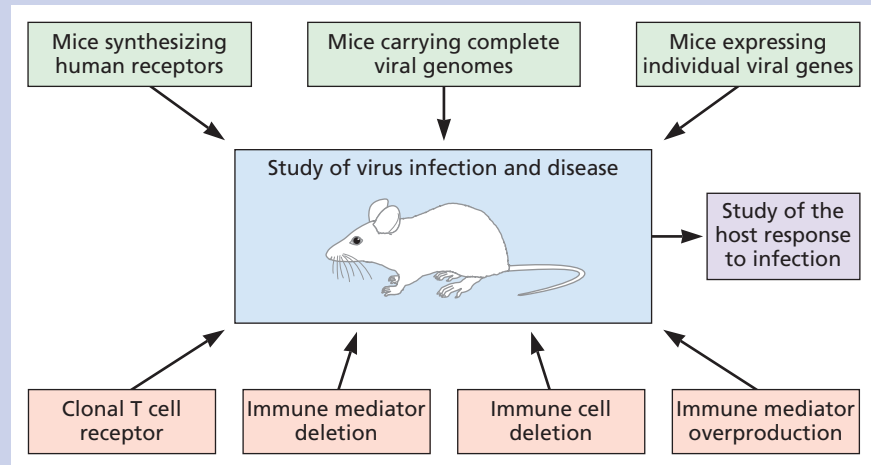 Mice synthesizing
human receptors
Mice carrying complete
viral genomes
Mice expressing
individual viral genes
Study of virus infection and disease
Study of the
host response
to infection
Clonal T cell
receptor
Immune mediator
deletion
Immune cell
deletion
Immune mediator
overproduction